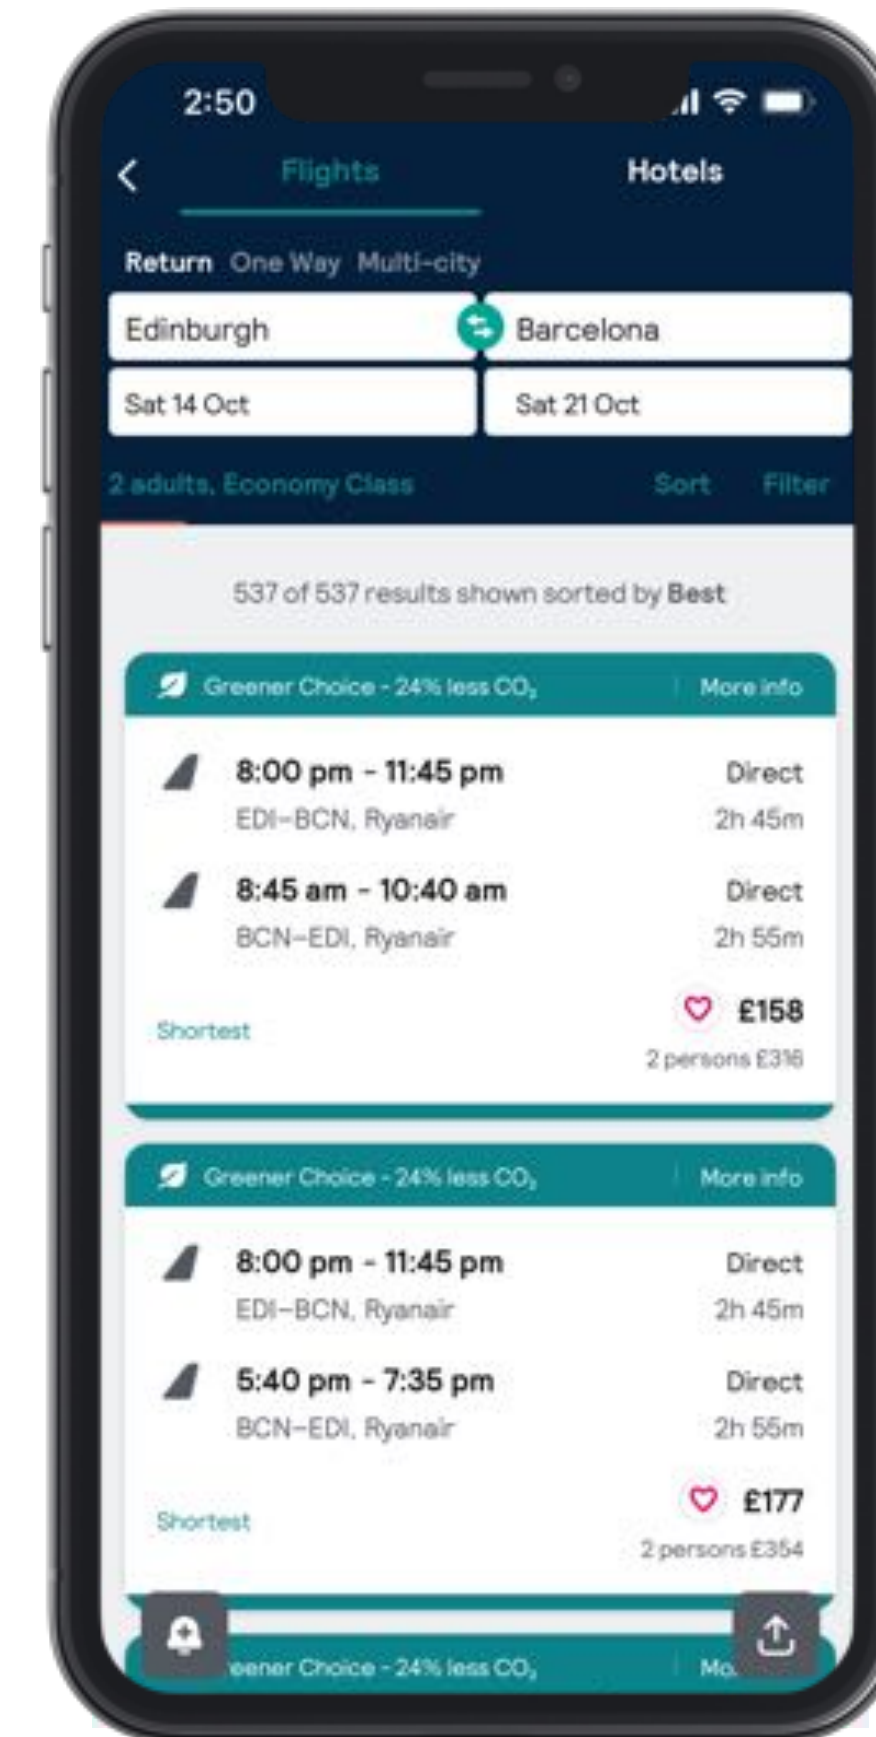 2:50
Flights Hotels
Return One Way Multi-city
Edinburgh Barcelona
Sat 14 Oct Sat 21 Oct
2 adults, Economy Class Sort Filter
537 of 537 results shown sorted by Best
Greener Choice - 24% less CO₂ More info
8:00 pm - 11:45 pm Direct
EDI-BCN, Ryanair 2h 45m
8:45 am - 10:40 am Direct
BCN-EDI, Ryanair 2h 55m
£158
Shortest
2 persons £316
Greener Choice - 24% less CO₂ More info
8:00 pm - 11:45 pm Direct
EDI-BCN, Ryanair 2h 45m
5:40 pm - 7:35 pm Direct
BCN-EDI, Ryanair 2h 55m
£177
Shortest
2 persons £354
eener Choice - 24% less CO₂ Mo